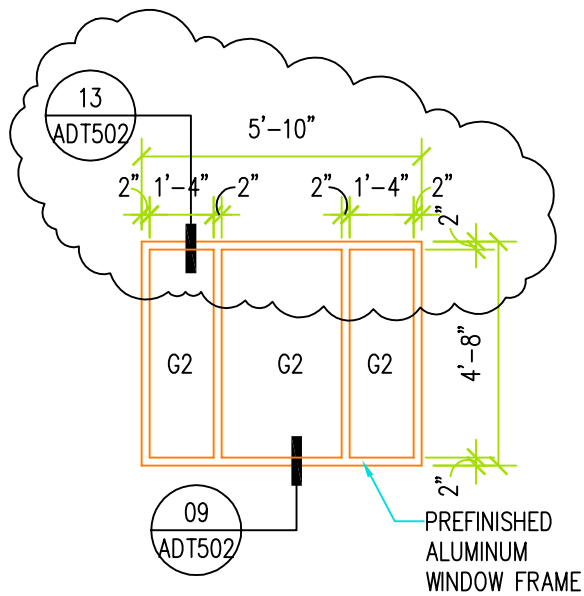 13
ADT502
5'-10"
2" 1'-4" 2" 2" 1'-4" 2"
2"
G2 G2 G2
4'-8"
2"
09
ADT502
PREFINISHED
ALUMINUM
WINDOW FRAME